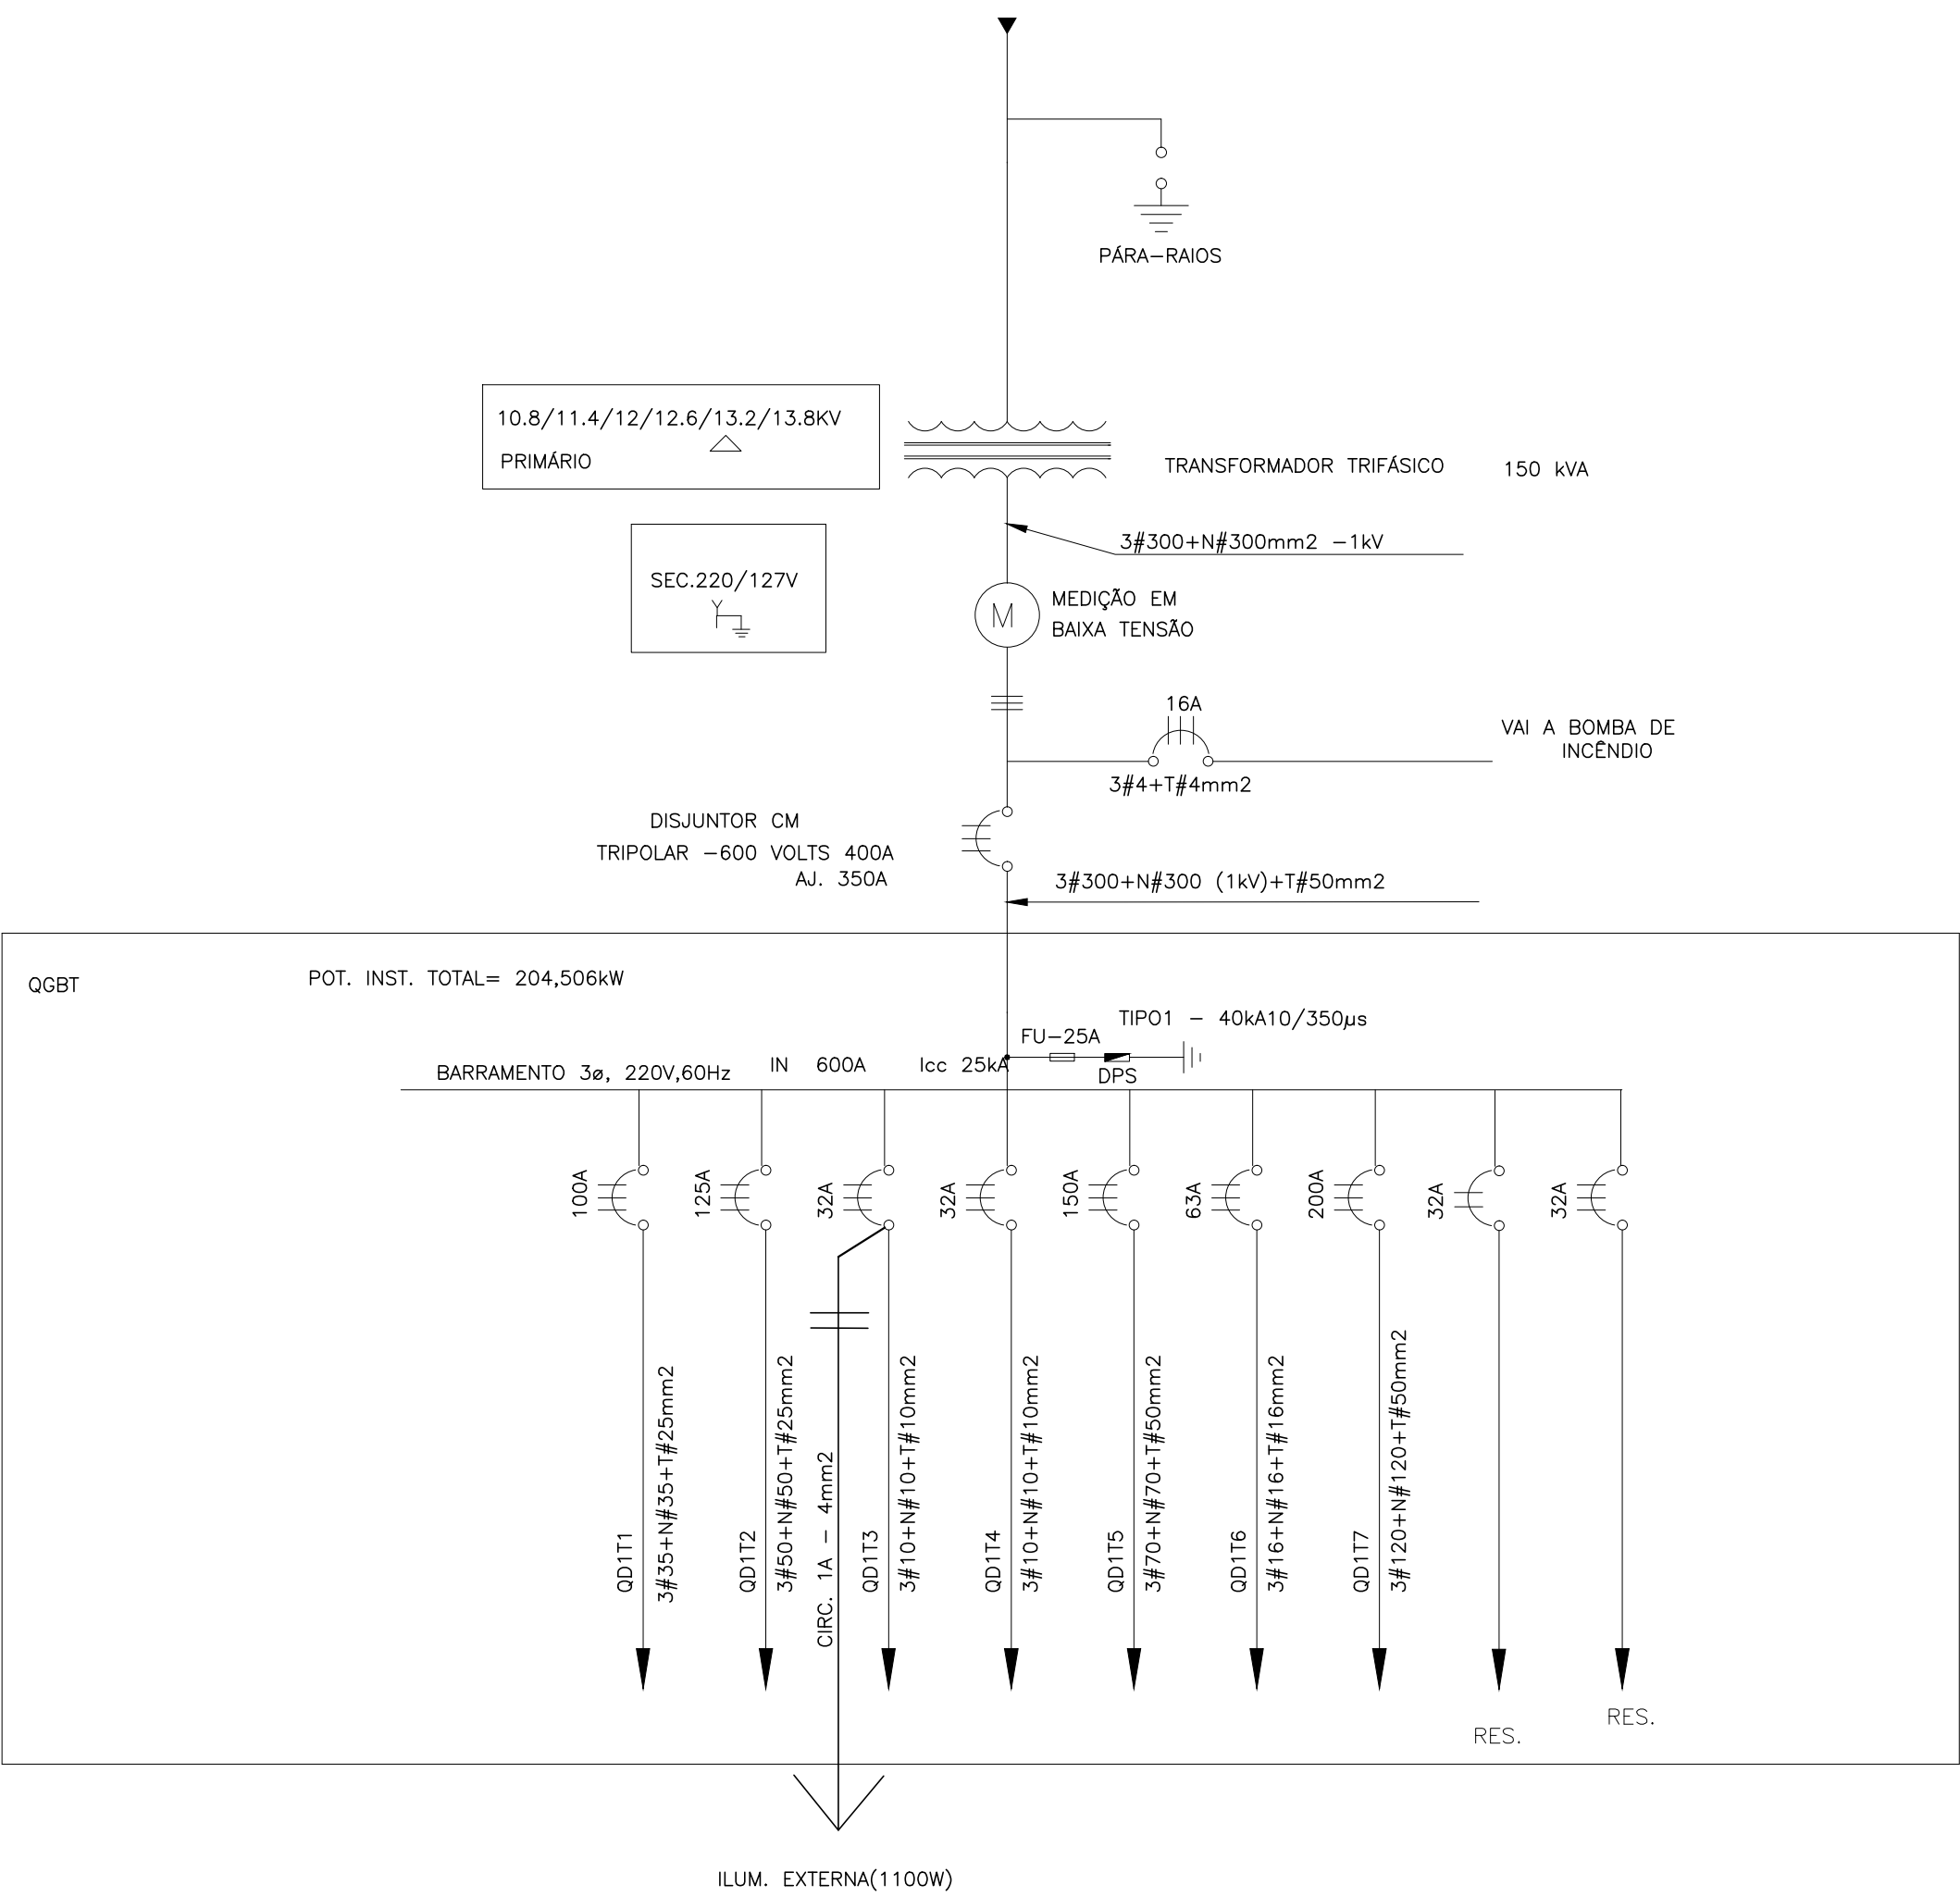 PÁRA-RAIOS
10.8/11.4/12/12.6/13.2/13.8KV
PRIMÁRIO
TRANSFORMADOR TRIFÁSICO 150 kVA
3#300+N#300mm2 -1kV
SEC.220/127V
M
MEDIÇÃO EM
BAIXA TENSÃO
16A
VAI A BOMBA DE
INCÊNDIO
3#4+T#4mm2
DISJUNTOR CM
TRIPOLAR -600 VOLTS 400A
AJ. 350A
3#300+N#300 (1kV)+T#50mm2
QGBT
POT. INST. TOTAL= 204,506kW
TIPO1 - 40kA10/350µs
FU-25A
DPS
BARRAMENTO 3ø, 220V,60Hz IN 600A Icc 25kA
100A
125A
32A
32A
150A
63A
200A
32A
32A
QD1T1
3#35+N#35+T#25mm2
QD1T2
3#50+N#50+T#25mm2
CIRC. 1A - 4mm2
QD1T3
3#10+N#10+T#10mm2
QD1T4
3#10+N#10+T#10mm2
QD1T5
3#70+N#70+T#50mm2
QD1T6
3#16+N#16+T#16mm2
QD1T7
3#120+N#120+T#50mm2
RES.
RES.
ILUM. EXTERNA(1100W)